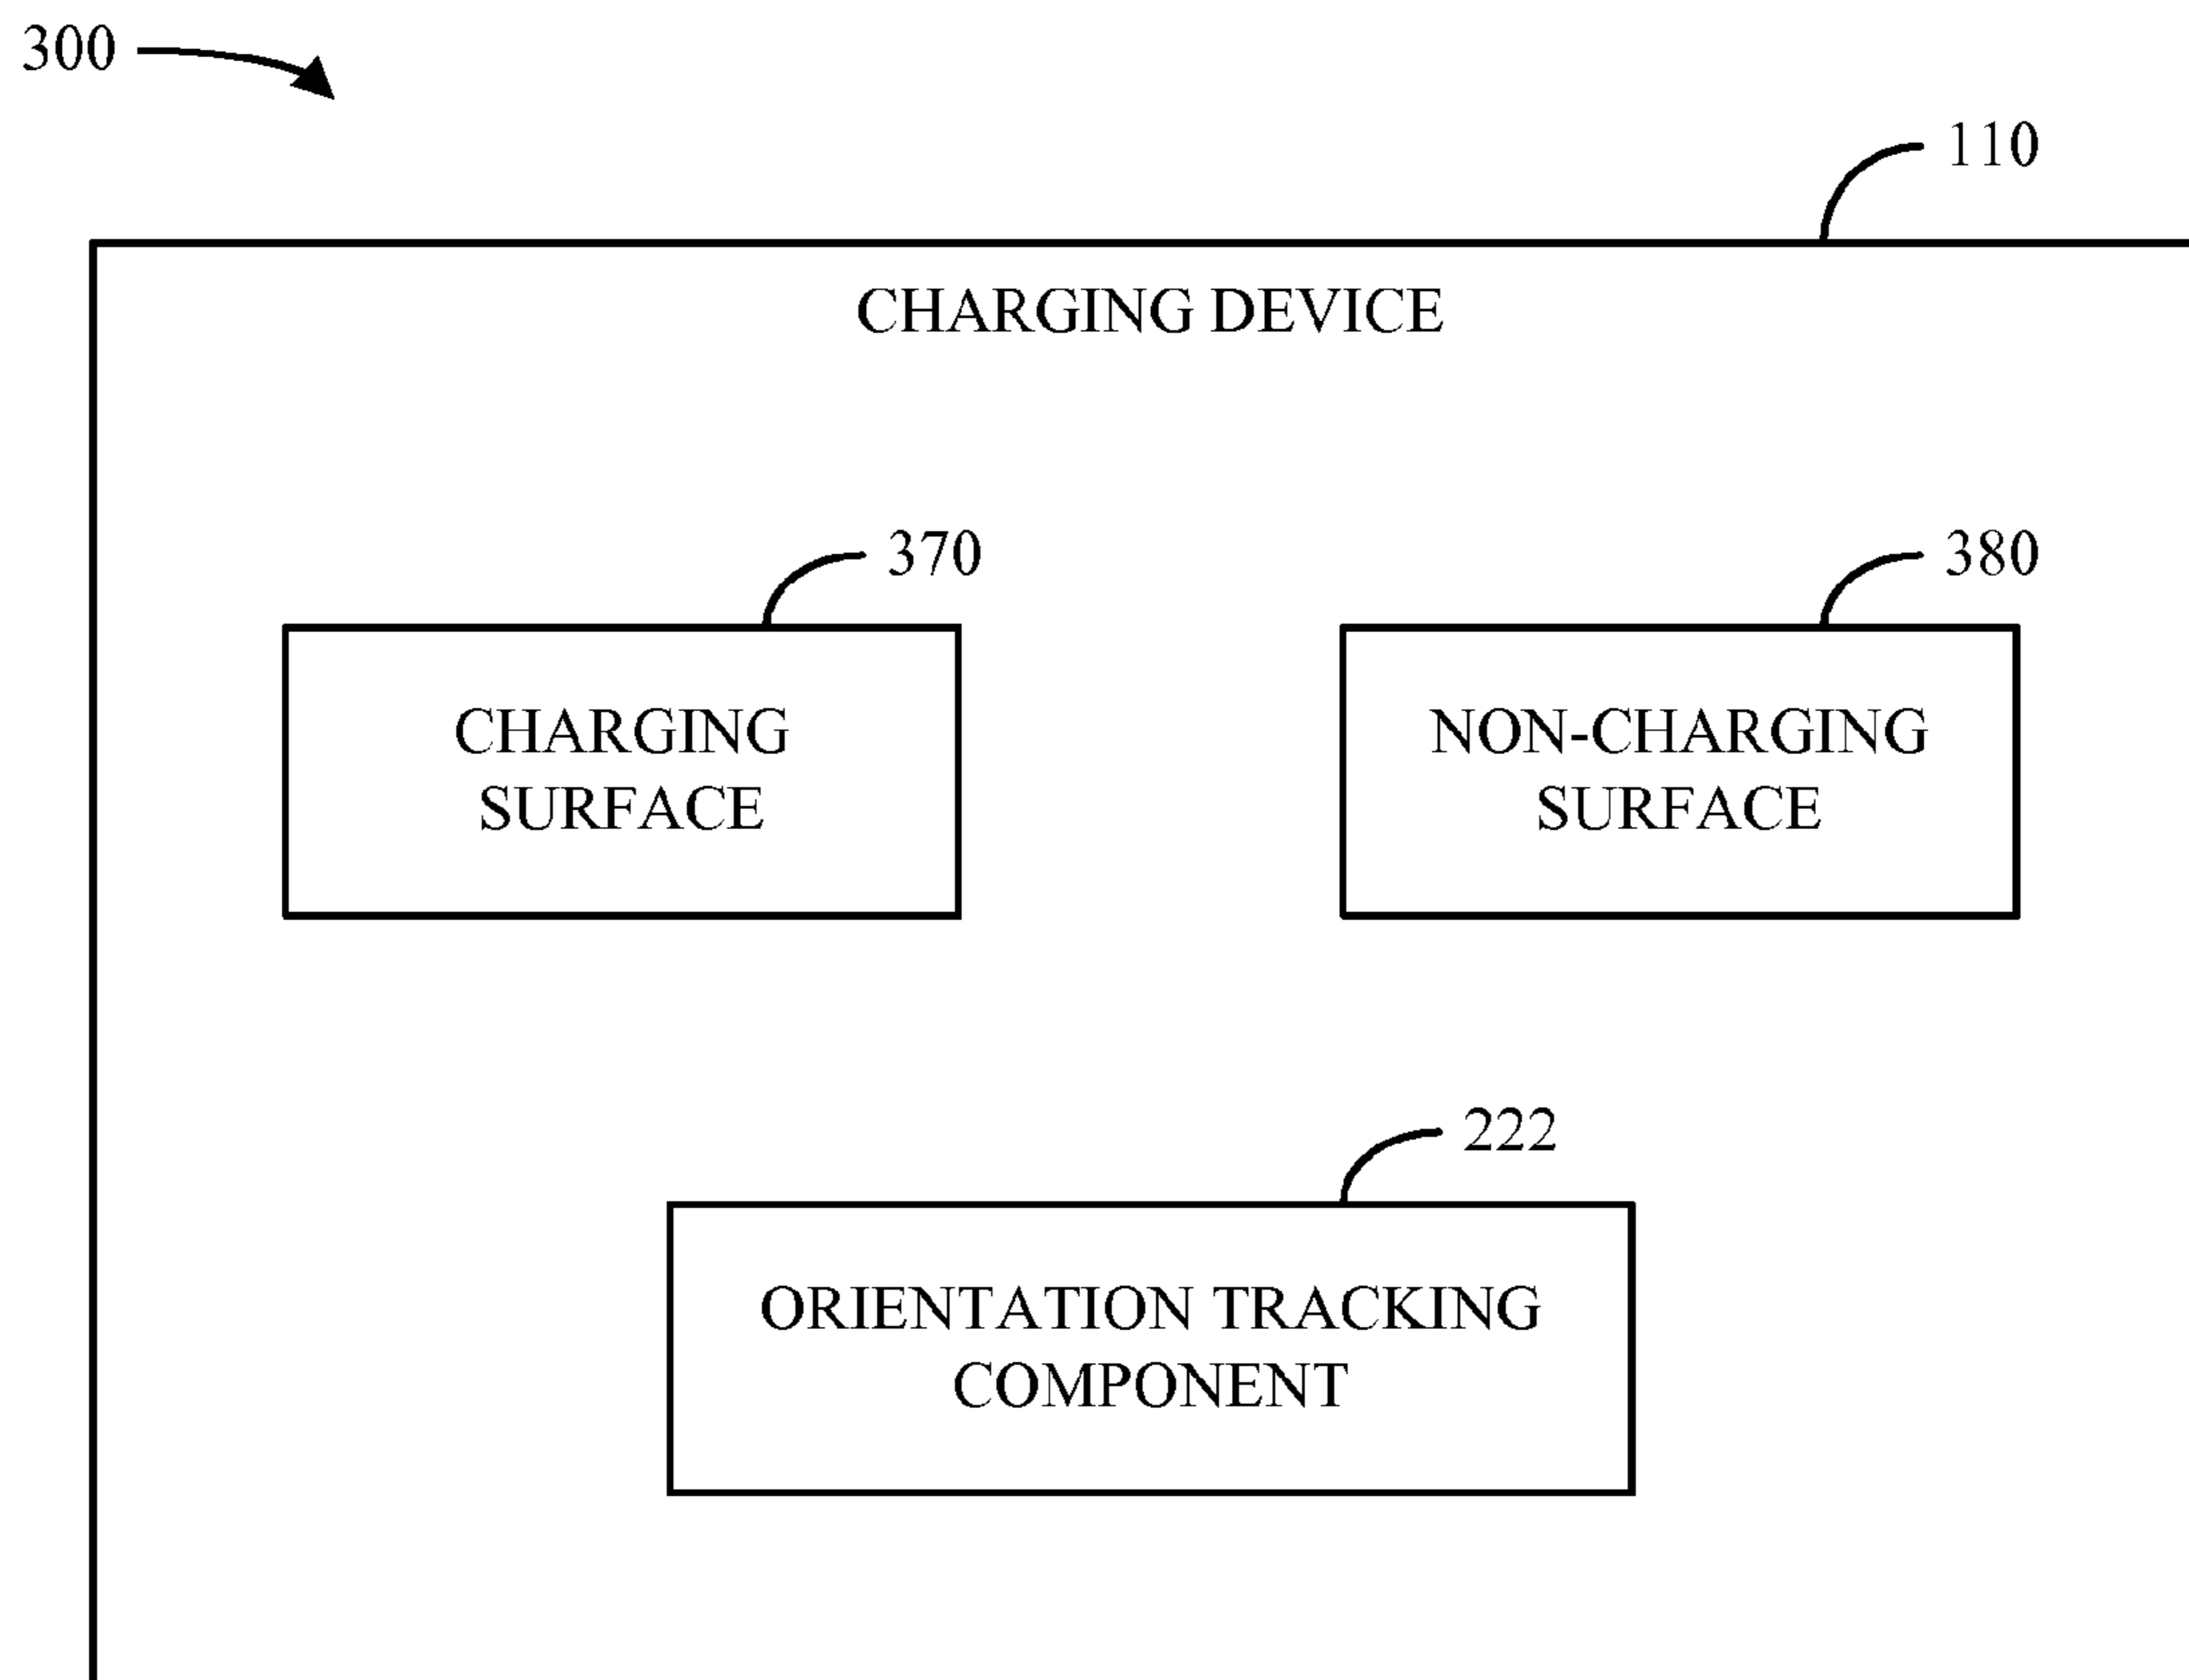 300
110
CHARGING DEVICE
370
380
CHARGING
SURFACE
NON-CHARGING
SURFACE
222
ORIENTATION TRACKING
COMPONENT